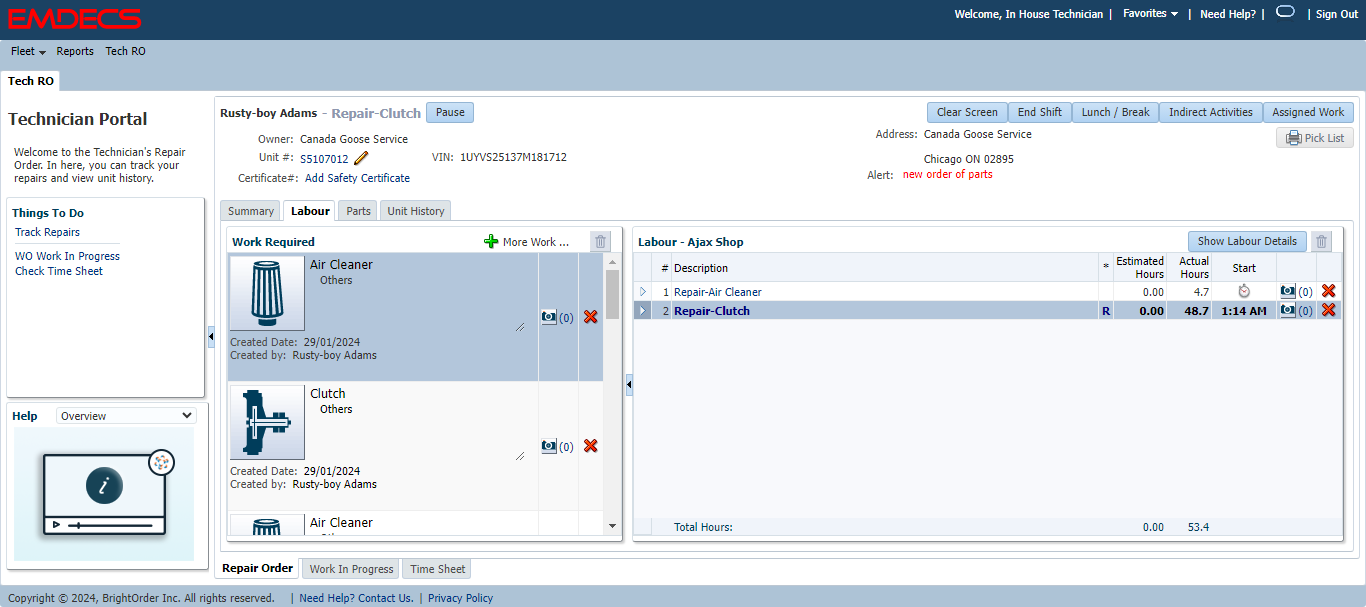 EMDECS
Welcome, In House Technician | Favorites | Need Help? | | Sign Out
Fleet Reports Tech RO
Tech RO
Technician Portal
Welcome to the Technician's Repair
Order. In here, you can track your
repairs and view unit history.
Things To Do
Track Repairs
WO Work In Progress
Check Time Sheet
Help Overview
i
Rusty-boy Adams - Repair-Clutch Pause
Clear Screen End Shift Lunch / Break Indirect Activities Assigned Work
Owner: Canada Goose Service
Address: Canada Goose Service
Pick List
Unit #: S5107012 VIN: 1UYVS25137M181712
Chicago ON 02895
Certificate#: Add Safety Certificate
Alert: new order of parts
Summary Labour Parts Unit History
Work Required More Work ...
Air Cleaner
Others
(0)
Created Date: 29/01/2024
Created by: Rusty-boy Adams
Clutch
Others
(0)
Created Date: 29/01/2024
Created by: Rusty-boy Adams
Air Cleaner
Labour - Ajax Shop Show Labour Details
# Description * Estimated Hours Actual Hours Start
1 Repair-Air Cleaner 0.00 4.7 (0)
2 Repair-Clutch R 0.00 48.7 1:14 AM (0)
Total Hours: 0.00 53.4
Repair Order Work In Progress Time Sheet
Copyright © 2024, BrightOrder Inc. All rights reserved. | Need Help? Contact Us. | Privacy Policy